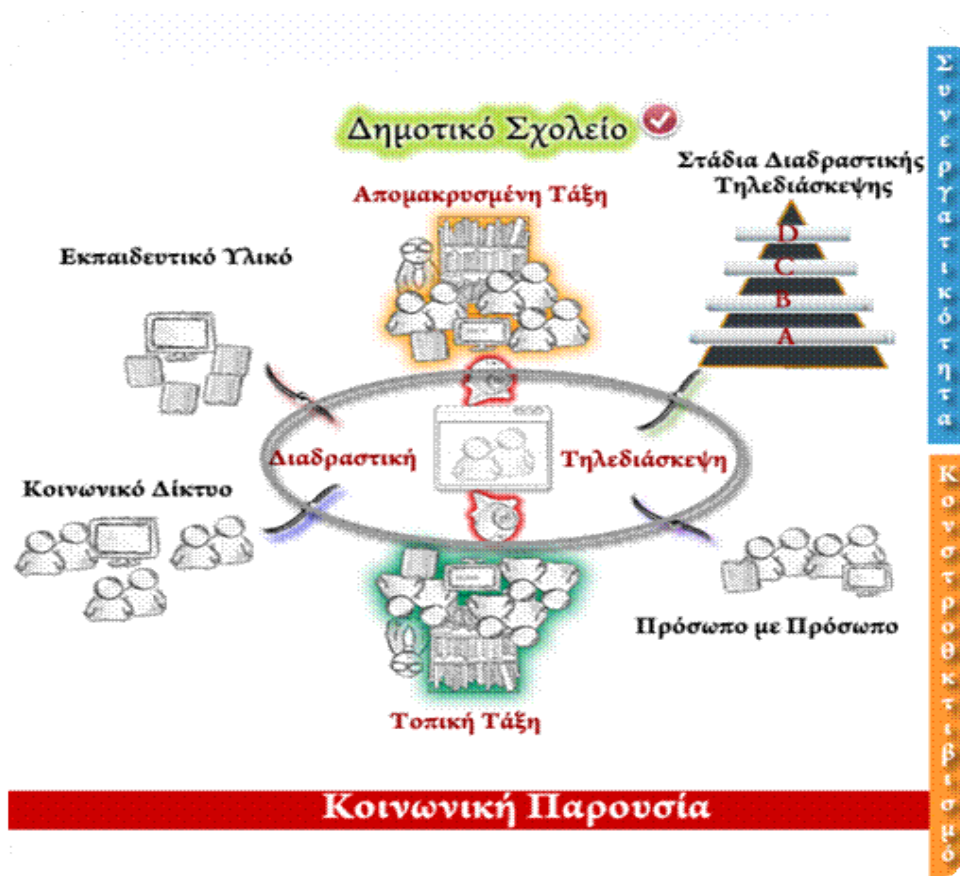 Δημοτικό Σχολείο
Στάδια Διαδραστικής
Τηλεδιάσκεψης
Απομακρυσμένη Τάξη
Εκπαιδευτικό Υλικό
D
C
B
A
Διαδραστική
Τηλεδιάσκεψη
Κοινωνικό Δίκτυο
Πρόσωπο με Πρόσωπο
Τοπική Τάξη
Κοινωνική Παρουσία
Συνεργατικότητα
Κονστροθκτιβισμό